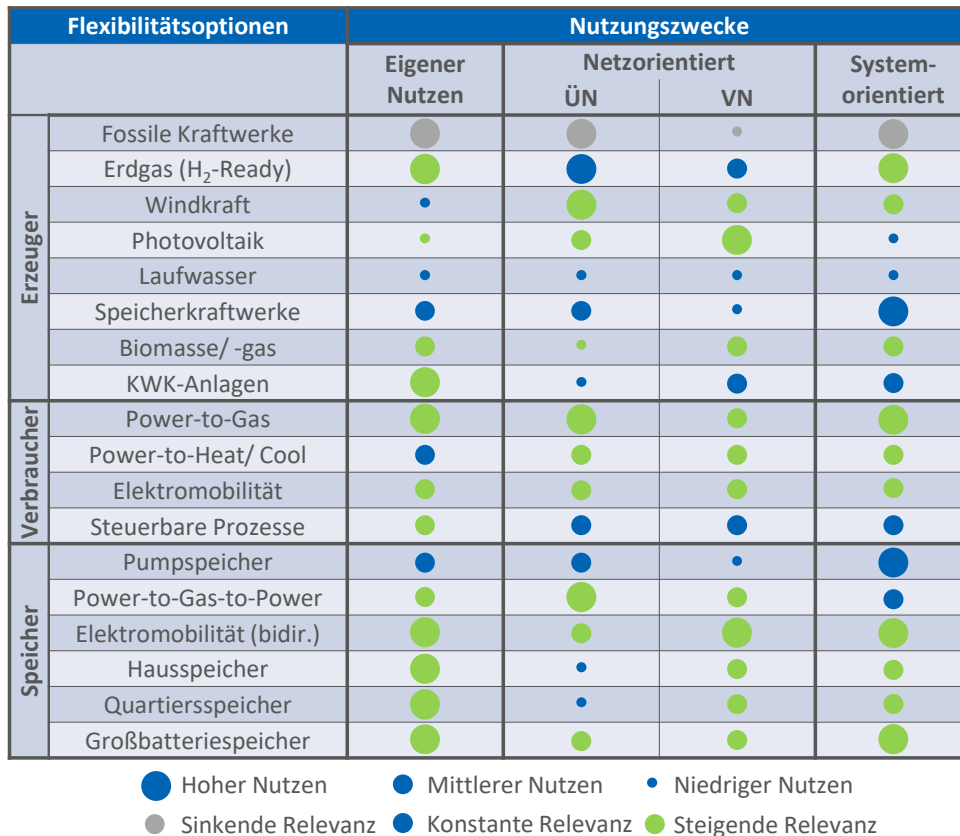 Flexibilitätsoptionen Nutzungszwecke
Eigener Nutzen Netzorientiert System-orientiert
ÜN VN
Erzeuger
Fossile Kraftwerke
Erdgas (H₂-Ready)
Windkraft
Photovoltaik
Laufwasser
Speicherkraftwerke
Biomasse/ -gas
KWK-Anlagen
Verbraucher
Power-to-Gas
Power-to-Heat/ Cool
Elektromobilität
Steuerbare Prozesse
Speicher
Pumpspeicher
Power-to-Gas-to-Power
Elektromobilität (bidir.)
Hausspeicher
Quartiersspeicher
Großbatteriespeicher
Hoher Nutzen Mittlerer Nutzen Niedriger Nutzen
Sinkende Relevanz Konstante Relevanz Steigende Relevanz